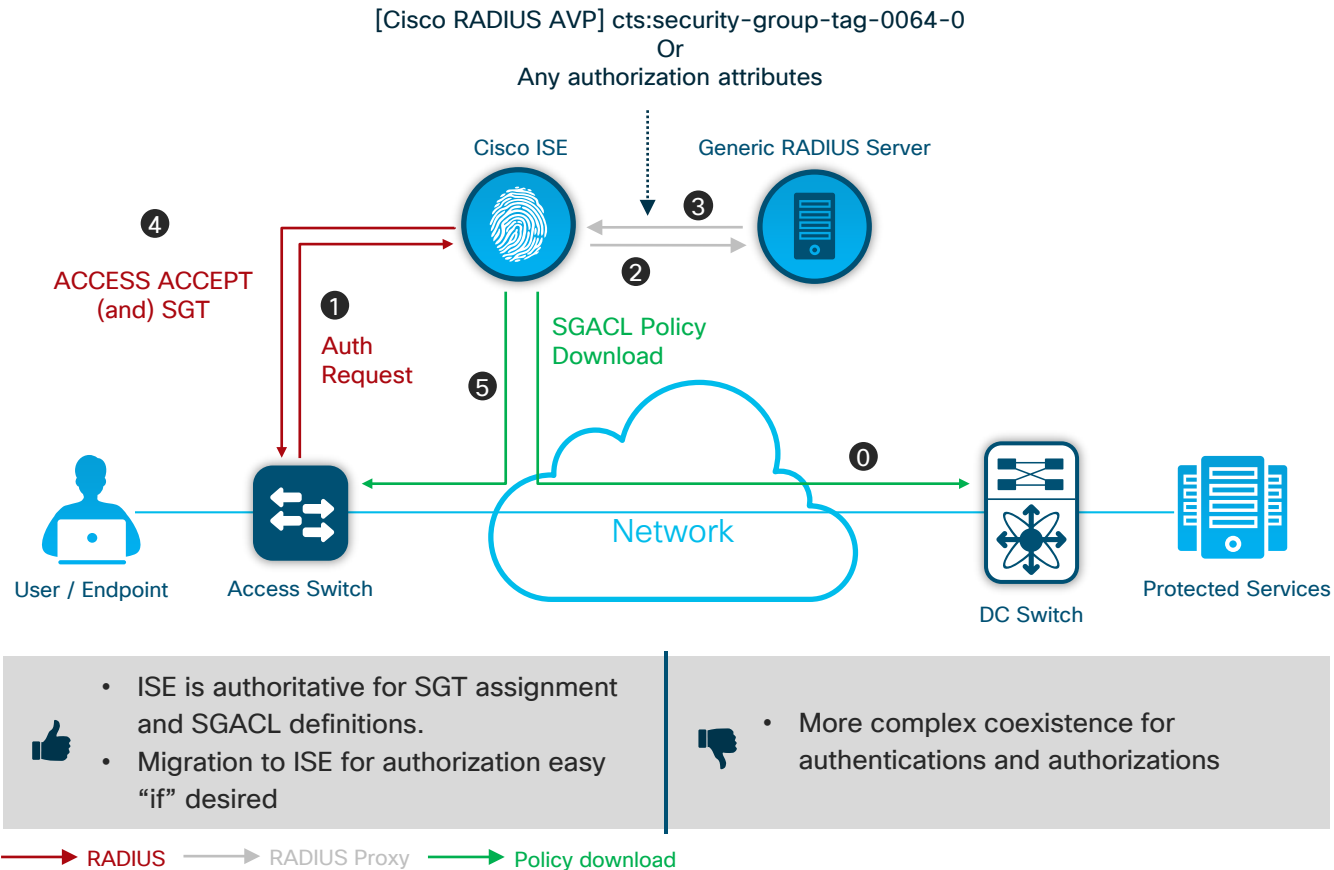 [Cisco RADIUS AVP] cts:security-group-tag-0064-0
Or
Any authorization attributes
Cisco ISE
Generic RADIUS Server
4
3
2
ACCESS ACCEPT
(and) SGT
1
Auth
Request
SGACL Policy
Download
5
0
Network
User / Endpoint
Access Switch
DC Switch
Protected Services
• ISE is authoritative for SGT assignment
and SGACL definitions.
• Migration to ISE for authorization easy
“if” desired
• More complex coexistence for
authentications and authorizations
RADIUS
RADIUS Proxy
Policy download